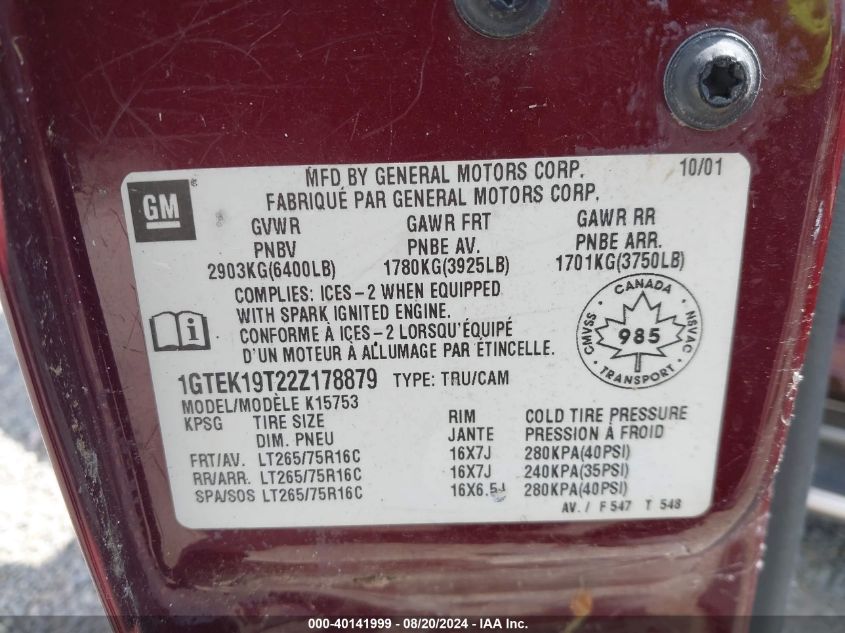 GM
MFD BY GENERAL MOTORS CORP. 10/01
FABRIQUÉ PAR GENERAL MOTORS CORP.
GVWR GAWR FRT GAWR RR
PNBV PNBE AV. PNBE ARR.
2903KG(6400LB) 1780KG(3925LB) 1701KG(3750LB)
COMPLIES: ICES-2 WHEN EQUIPPED
WITH SPARK IGNITED ENGINE.
CONFORME À ICES-2 LORSQU'ÉQUIPÉ
D'UN MOTEUR À ALLUMAGE PAR ÉTINCELLE.
CANADA
CMVSS 985 NSVAC
TRANSPORT
1GTEK19T22Z178879 TYPE: TRU/CAM
MODEL/MODÈLE K15753
KPSG TIRE SIZE RIM COLD TIRE PRESSURE
DIM. PNEU JANTE PRESSION À FROID
FRT/AV. LT265/75R16C 16X7J 280KPA(40PSI)
RR/ARR. LT265/75R16C 16X7J 240KPA(35PSI)
SPA/SOS LT265/75R16C 16X6.5J 280KPA(40PSI)
AV. / F 547 T 548
000-40141999 - 08/20/2024 - IAA Inc.